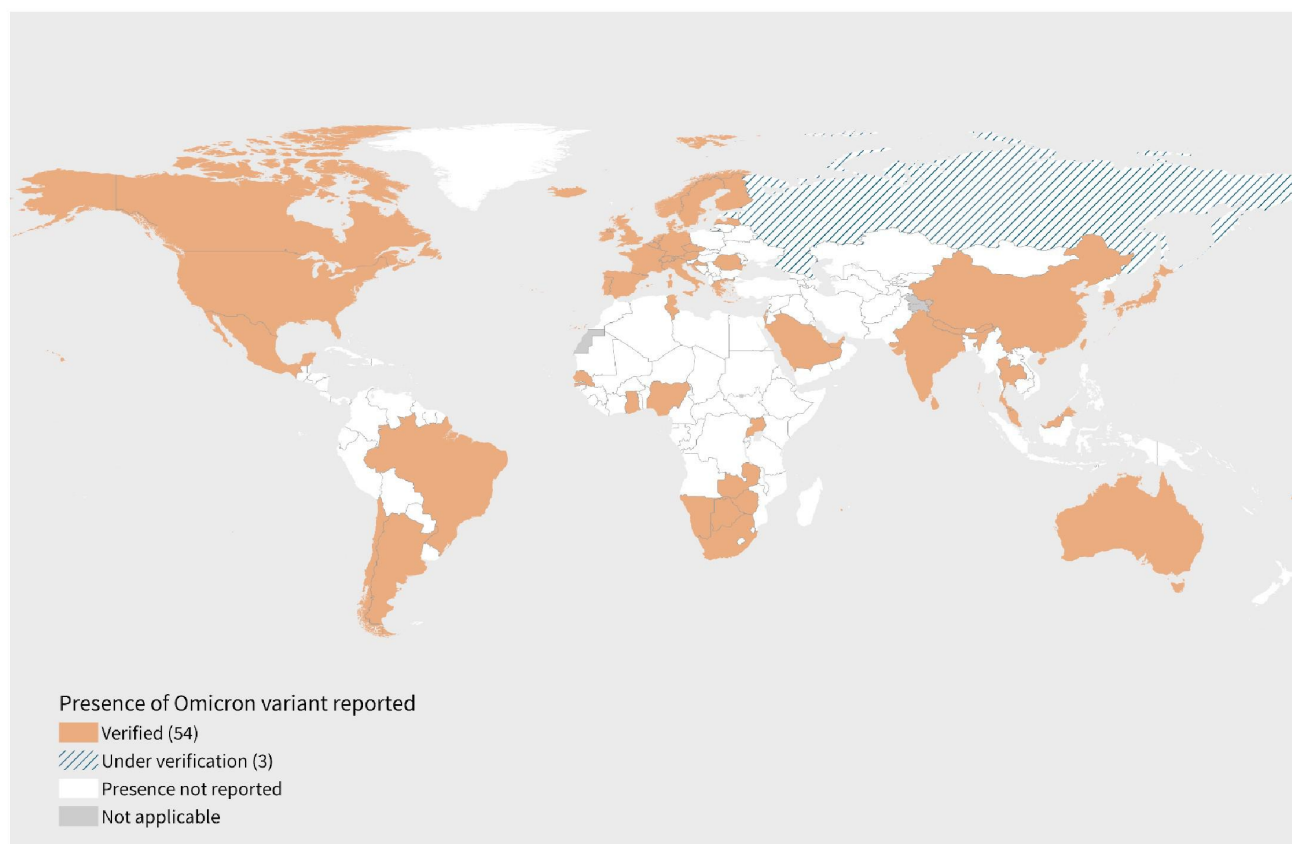 Presence of Omicron variant reported
Verified (54)
Under verification (3)
Presence not reported
Not applicable